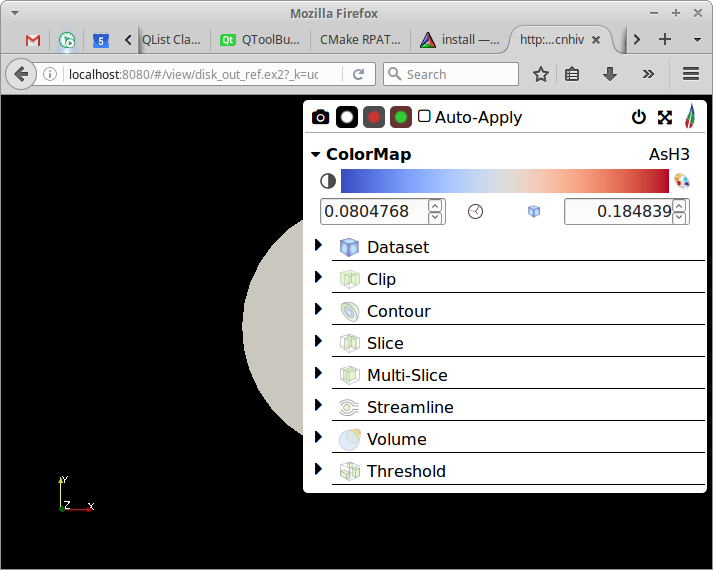 Mozilla Firefox
5 QList Cla... Qt QToolBu... CMake RPAT... install —... http:...cnhiv
localhost:8080/#/view/disk_out_ref.ex2?_k=uc Search
Auto-Apply
ColorMap AsH3
0.0804768 0.184839
Dataset
Clip
Contour
Slice
Multi-Slice
Streamline
Volume
Threshold
Y
Z X